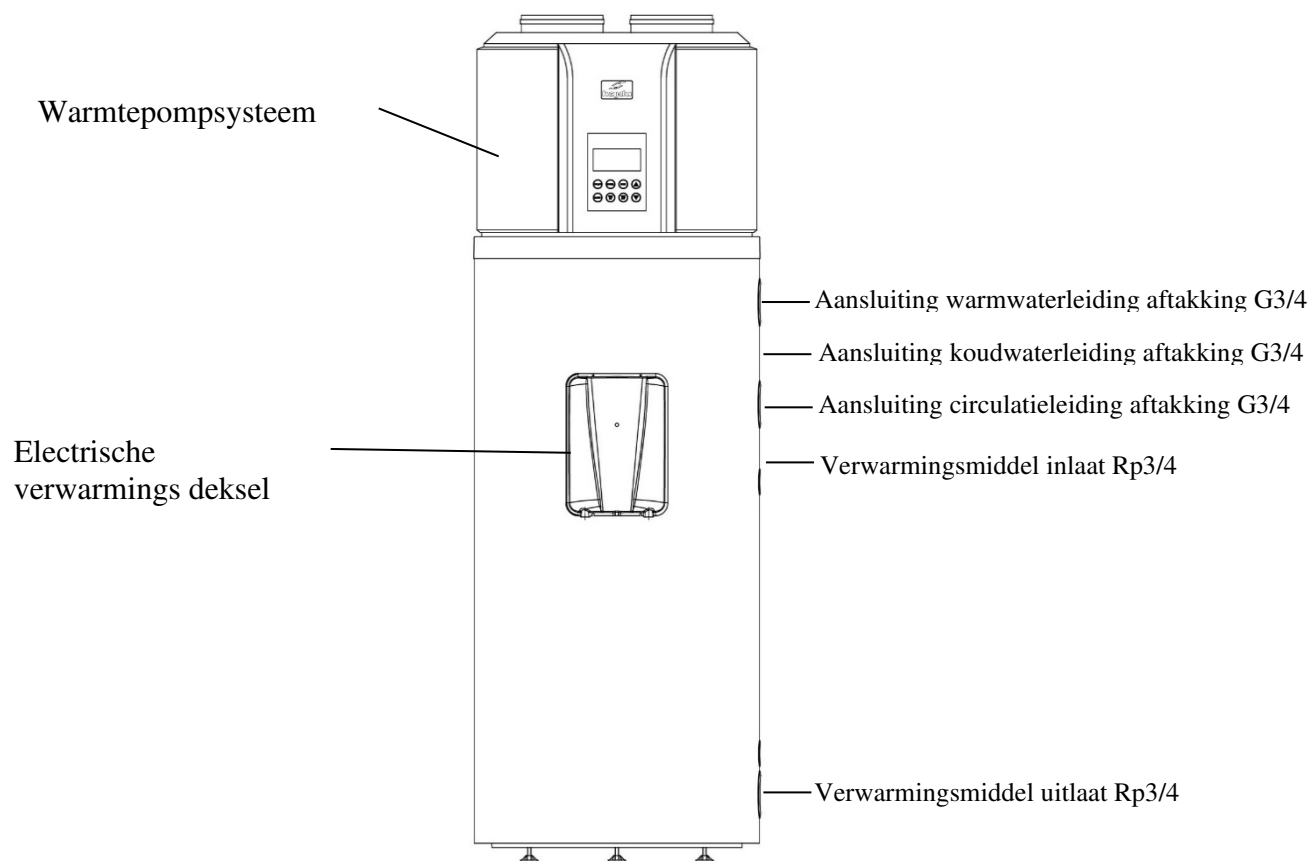 Warmtepompsysteem
Aansluiting warmwaterleiding aftakking G3/4
Aansluiting koudwaterleiding aftakking G3/4
Aansluiting circulatieleiding aftakking G3/4
Electrische
verwarmings deksel
Verwarmingsmiddel inlaat Rp3/4
Verwarmingsmiddel uitlaat Rp3/4